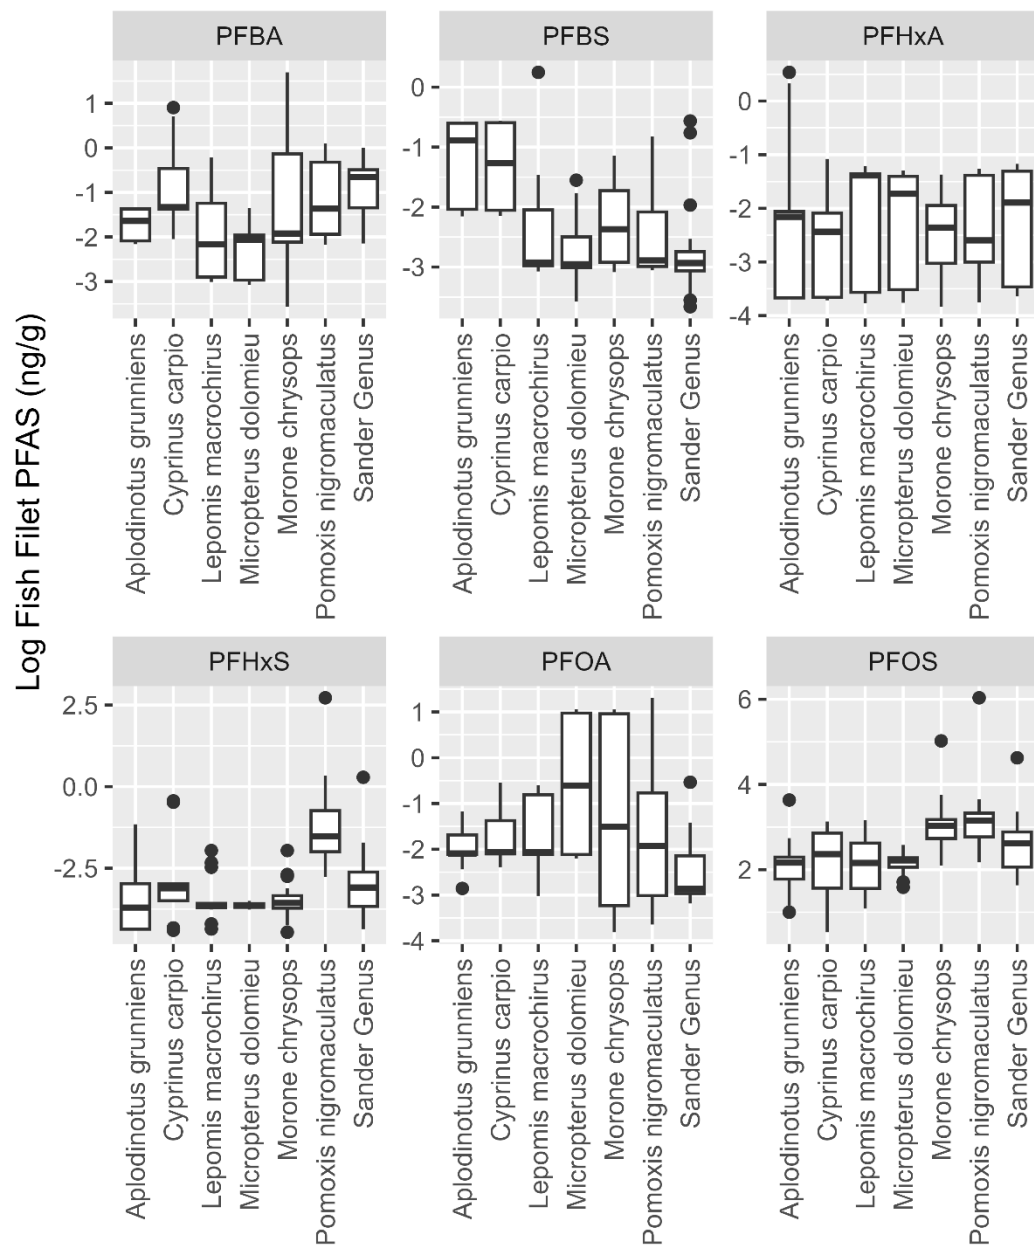 PFBA PFBS PFHxA
1
0
-1
-2
-3
0
-1
-2
-3
0
-1
-2
-3
-4
Aplodinotus grunniens
Cyprinus carpio
Lepomis macrochirus
Micropterus dolomieu
Morone chrysops
Pomoxis nigromaculatus
Sander Genus
Aplodinotus grunniens
Cyprinus carpio
Lepomis macrochirus
Micropterus dolomieu
Morone chrysops
Pomoxis nigromaculatus
Sander Genus
Aplodinotus grunniens
Cyprinus carpio
Lepomis macrochirus
Micropterus dolomieu
Morone chrysops
Pomoxis nigromaculatus
Sander Genus
Log Fish Filet PFAS (ng/g)
PFHxS PFOA PFOS
2.5
0.0
-2.5
1
0
-1
-2
-3
-4
6
4
2
Aplodinotus grunniens
Cyprinus carpio
Lepomis macrochirus
Micropterus dolomieu
Morone chrysops
Pomoxis nigromaculatus
Sander Genus
Aplodinotus grunniens
Cyprinus carpio
Lepomis macrochirus
Micropterus dolomieu
Morone chrysops
Pomoxis nigromaculatus
Sander Genus
Aplodinotus grunniens
Cyprinus carpio
Lepomis macrochirus
Micropterus dolomieu
Morone chrysops
Pomoxis nigromaculatus
Sander Genus